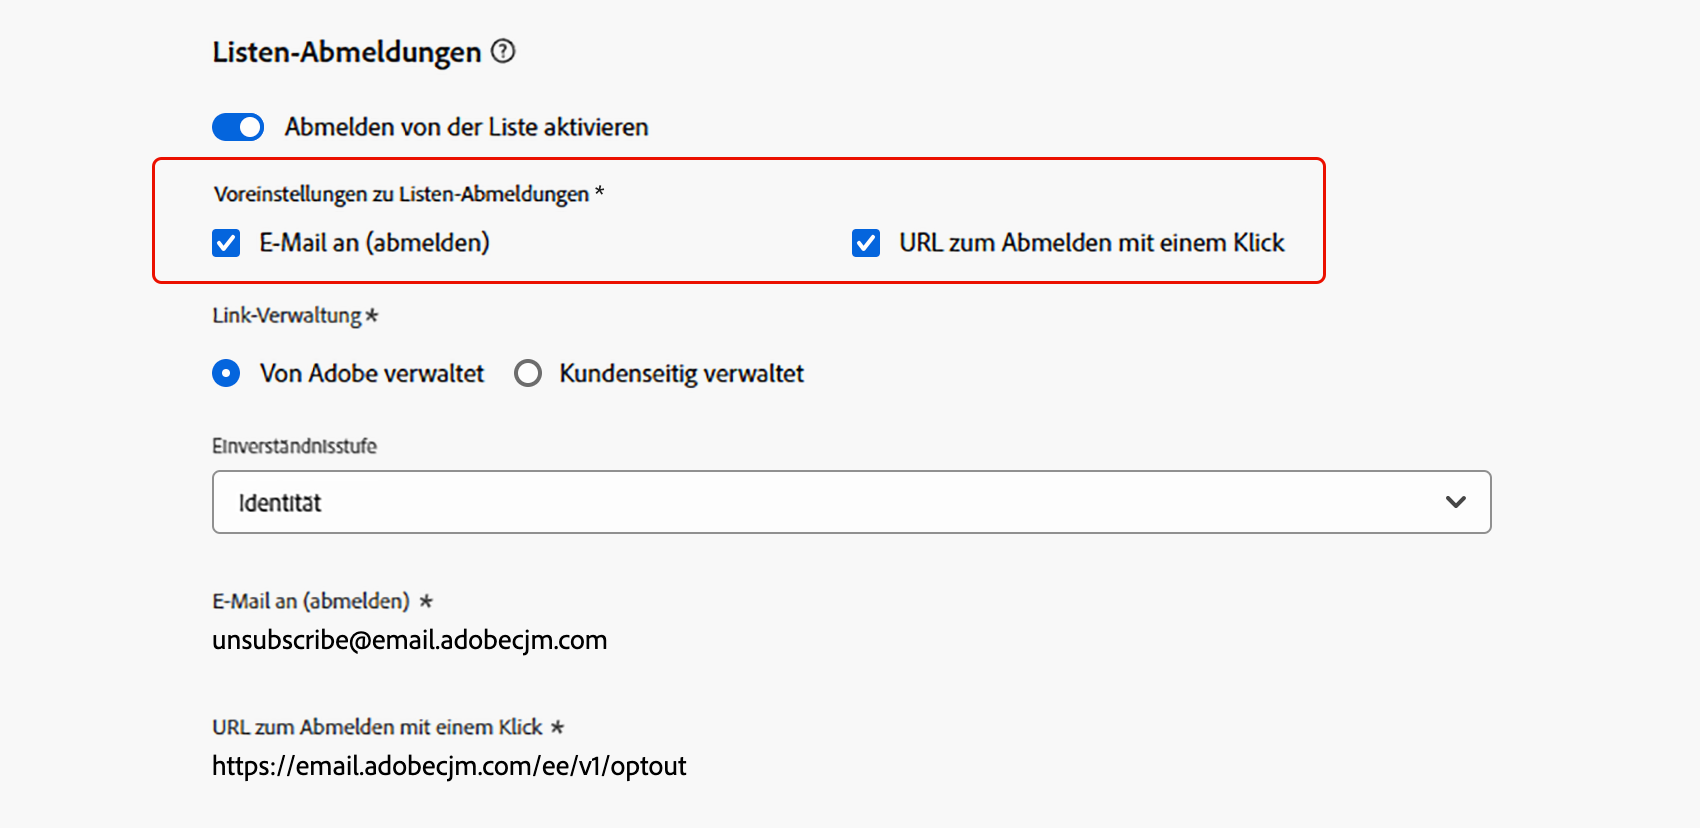 Listen-Abmeldungen
Abmelden von der Liste aktivieren
Voreinstellungen zu Listen-Abmeldungen *
E-Mail an (abmelden) URL zum Abmelden mit einem Klick
Link-Verwaltung *
Von Adobe verwaltet Kundenseitig verwaltet
Einverständnisstufe
Identität
E-Mail an (abmelden) *
unsubscribe@email.adobecjm.com
URL zum Abmelden mit einem Klick *
https://email.adobecjm.com/ee/v1/optout